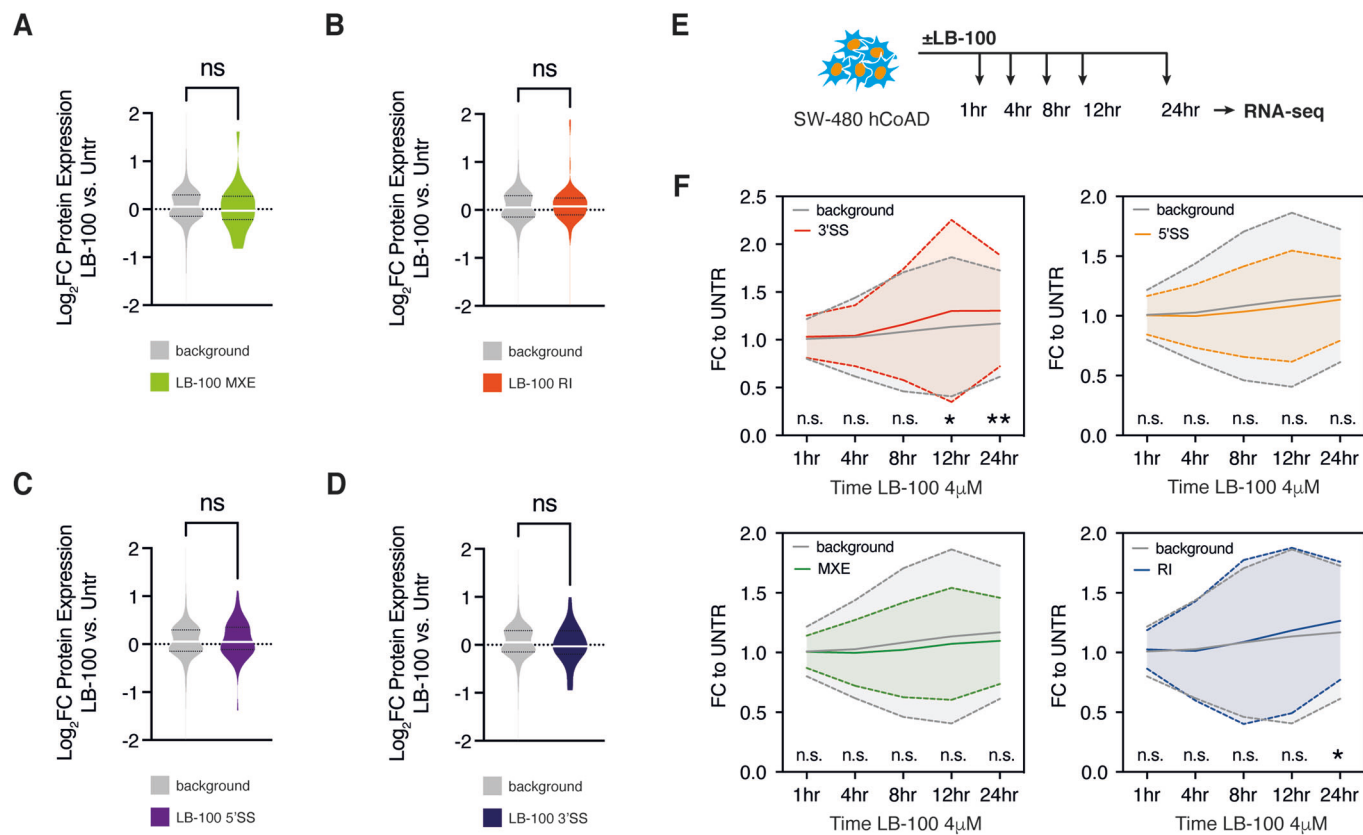 A
ns
Log2FC Protein Expression
LB-100 vs. Untr
2
1
0
-1
-2
background
LB-100 MXE
B
ns
Log2FC Protein Expression
LB-100 vs. Untr
2
1
0
-1
-2
background
LB-100 RI
C
ns
Log2FC Protein Expression
LB-100 vs. Untr
2
1
0
-1
-2
background
LB-100 5'SS
D
ns
Log2FC Protein Expression
LB-100 vs. Untr
2
1
0
-1
-2
background
LB-100 3'SS
E
±LB-100
SW-480 hCoAD
1hr 4hr 8hr 12hr 24hr → RNA-seq
F
background
3'SS
FC to UNTR
2.5
2.0
1.5
1.0
0.5
0.0
n.s. n.s. n.s. * **
1hr 4hr 8hr 12hr 24hr
Time LB-100 4μM
background
5'SS
FC to UNTR
2.0
1.5
1.0
0.5
0.0
n.s. n.s. n.s. n.s. n.s.
1hr 4hr 8hr 12hr 24hr
Time LB-100 4μM
background
MXE
FC to UNTR
2.0
1.5
1.0
0.5
0.0
n.s. n.s. n.s. n.s. n.s.
1hr 4hr 8hr 12hr 24hr
Time LB-100 4μM
background
RI
FC to UNTR
2.0
1.5
1.0
0.5
0.0
n.s. n.s. n.s. n.s. *
1hr 4hr 8hr 12hr 24hr
Time LB-100 4μM